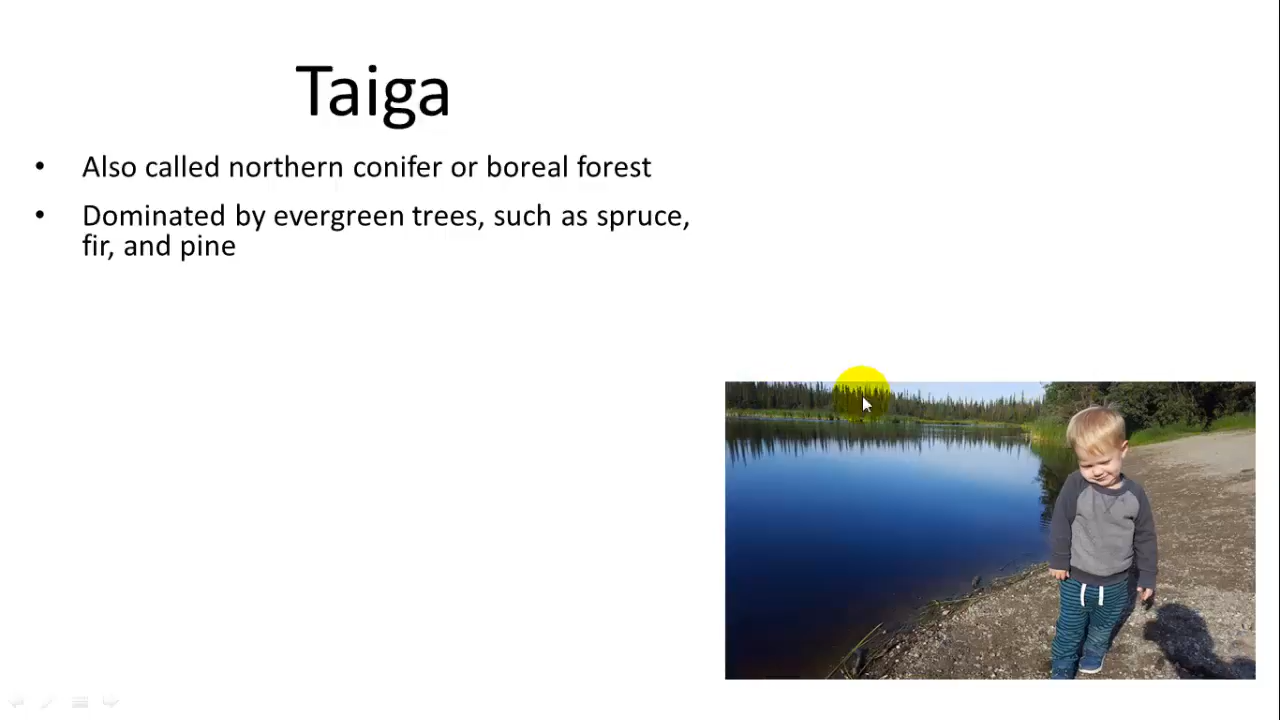 Taiga
• Also called northern conifer or boreal forest
• Dominated by evergreen trees, such as spruce,
fir, and pine